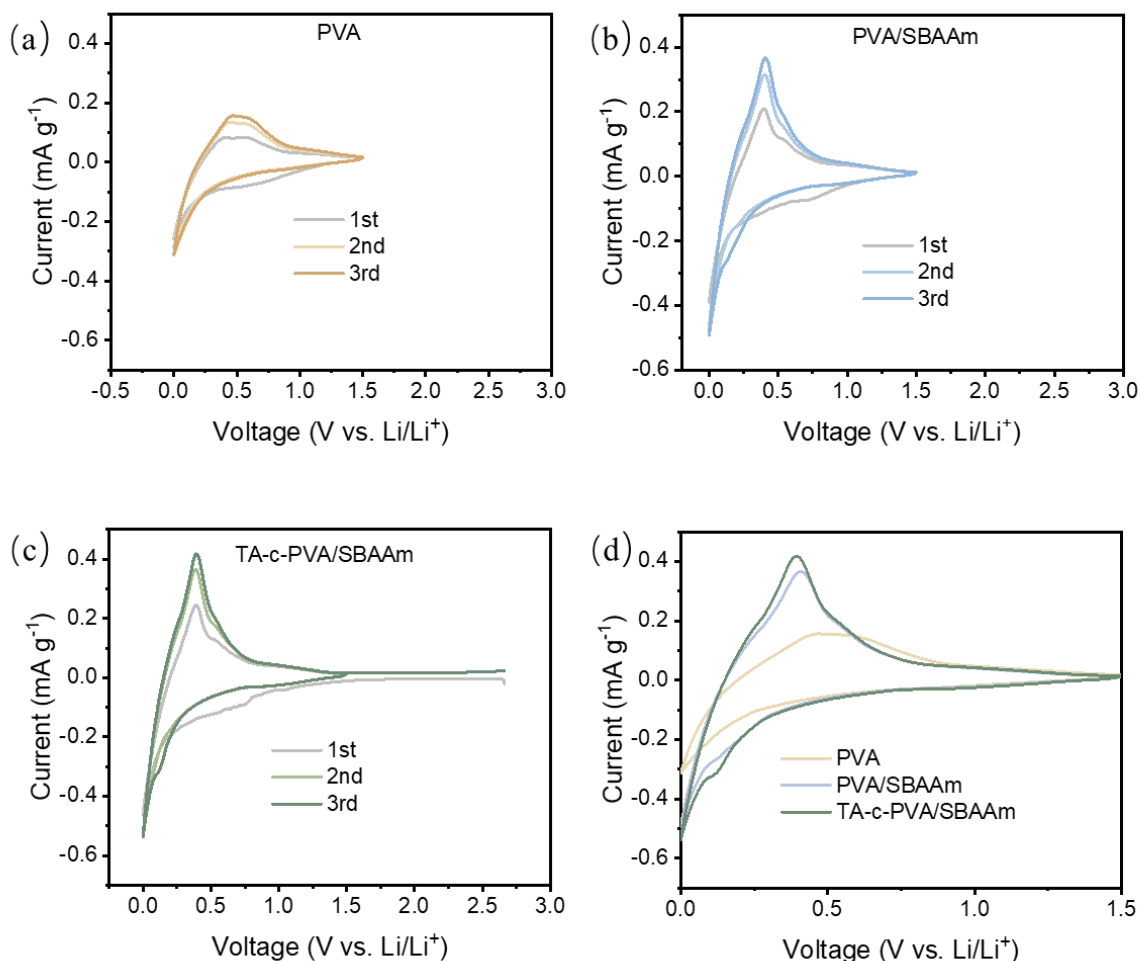 (a)
PVA
0.4
0.2
0.0
-0.2
-0.4
-0.6
Current (mA g⁻¹)
1st
2nd
3rd
-0.5 0.0 0.5 1.0 1.5 2.0 2.5 3.0
Voltage (V vs. Li/Li⁺)
(b)
PVA/SBAAm
0.4
0.2
0.0
-0.2
-0.4
-0.6
Current (mA g⁻¹)
1st
2nd
3rd
0.0 0.5 1.0 1.5 2.0 2.5 3.0
Voltage (V vs. Li/Li⁺)
(c)
TA-c-PVA/SBAAm
0.4
0.2
0.0
-0.2
-0.4
-0.6
Current (mA g⁻¹)
1st
2nd
3rd
0.0 0.5 1.0 1.5 2.0 2.5 3.0
Voltage (V vs. Li/Li⁺)
(d)
0.4
0.2
0.0
-0.2
-0.4
-0.6
Current (mA g⁻¹)
PVA
PVA/SBAAm
TA-c-PVA/SBAAm
0.0 0.5 1.0 1.5
Voltage (V vs. Li/Li⁺)